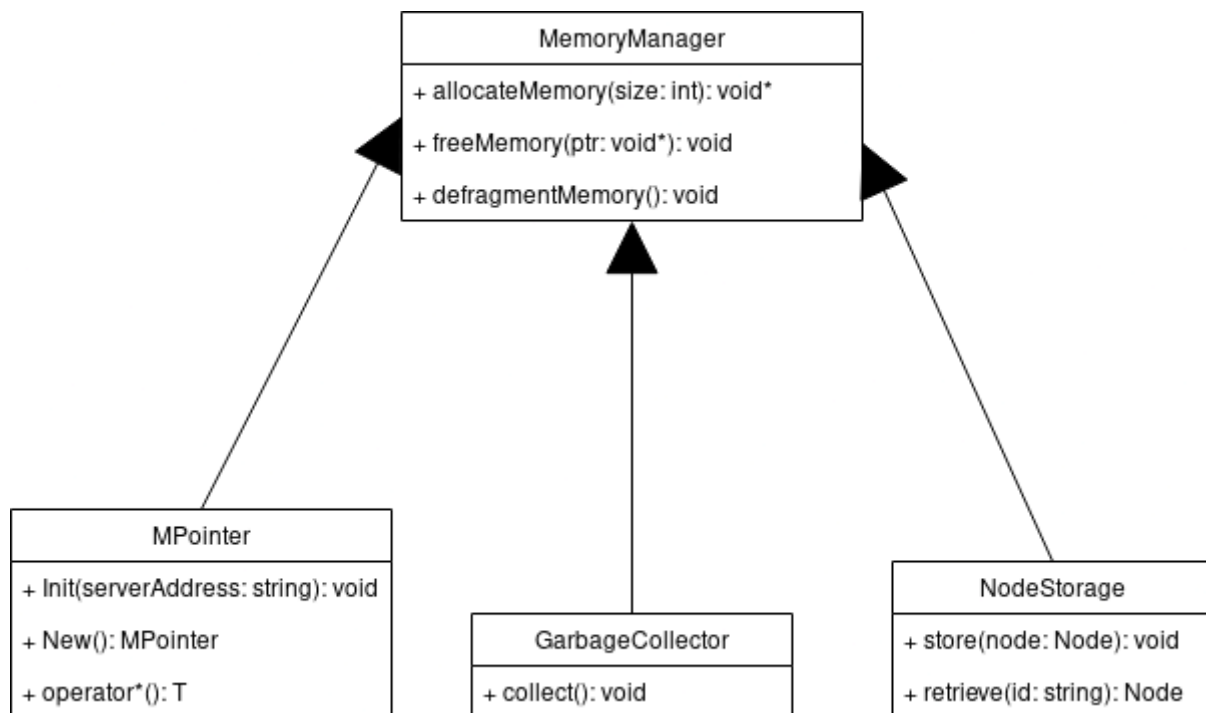 MemoryManager
+ allocateMemory(size: int): void*
+ freeMemory(ptr: void*): void
+ defragmentMemory(): void
MPointer
+ Init(serverAddress: string): void
+ New(): MPointer
+ operator*(): T
GarbageCollector
+ collect(): void
NodeStorage
+ store(node: Node): void
+ retrieve(id: string): Node